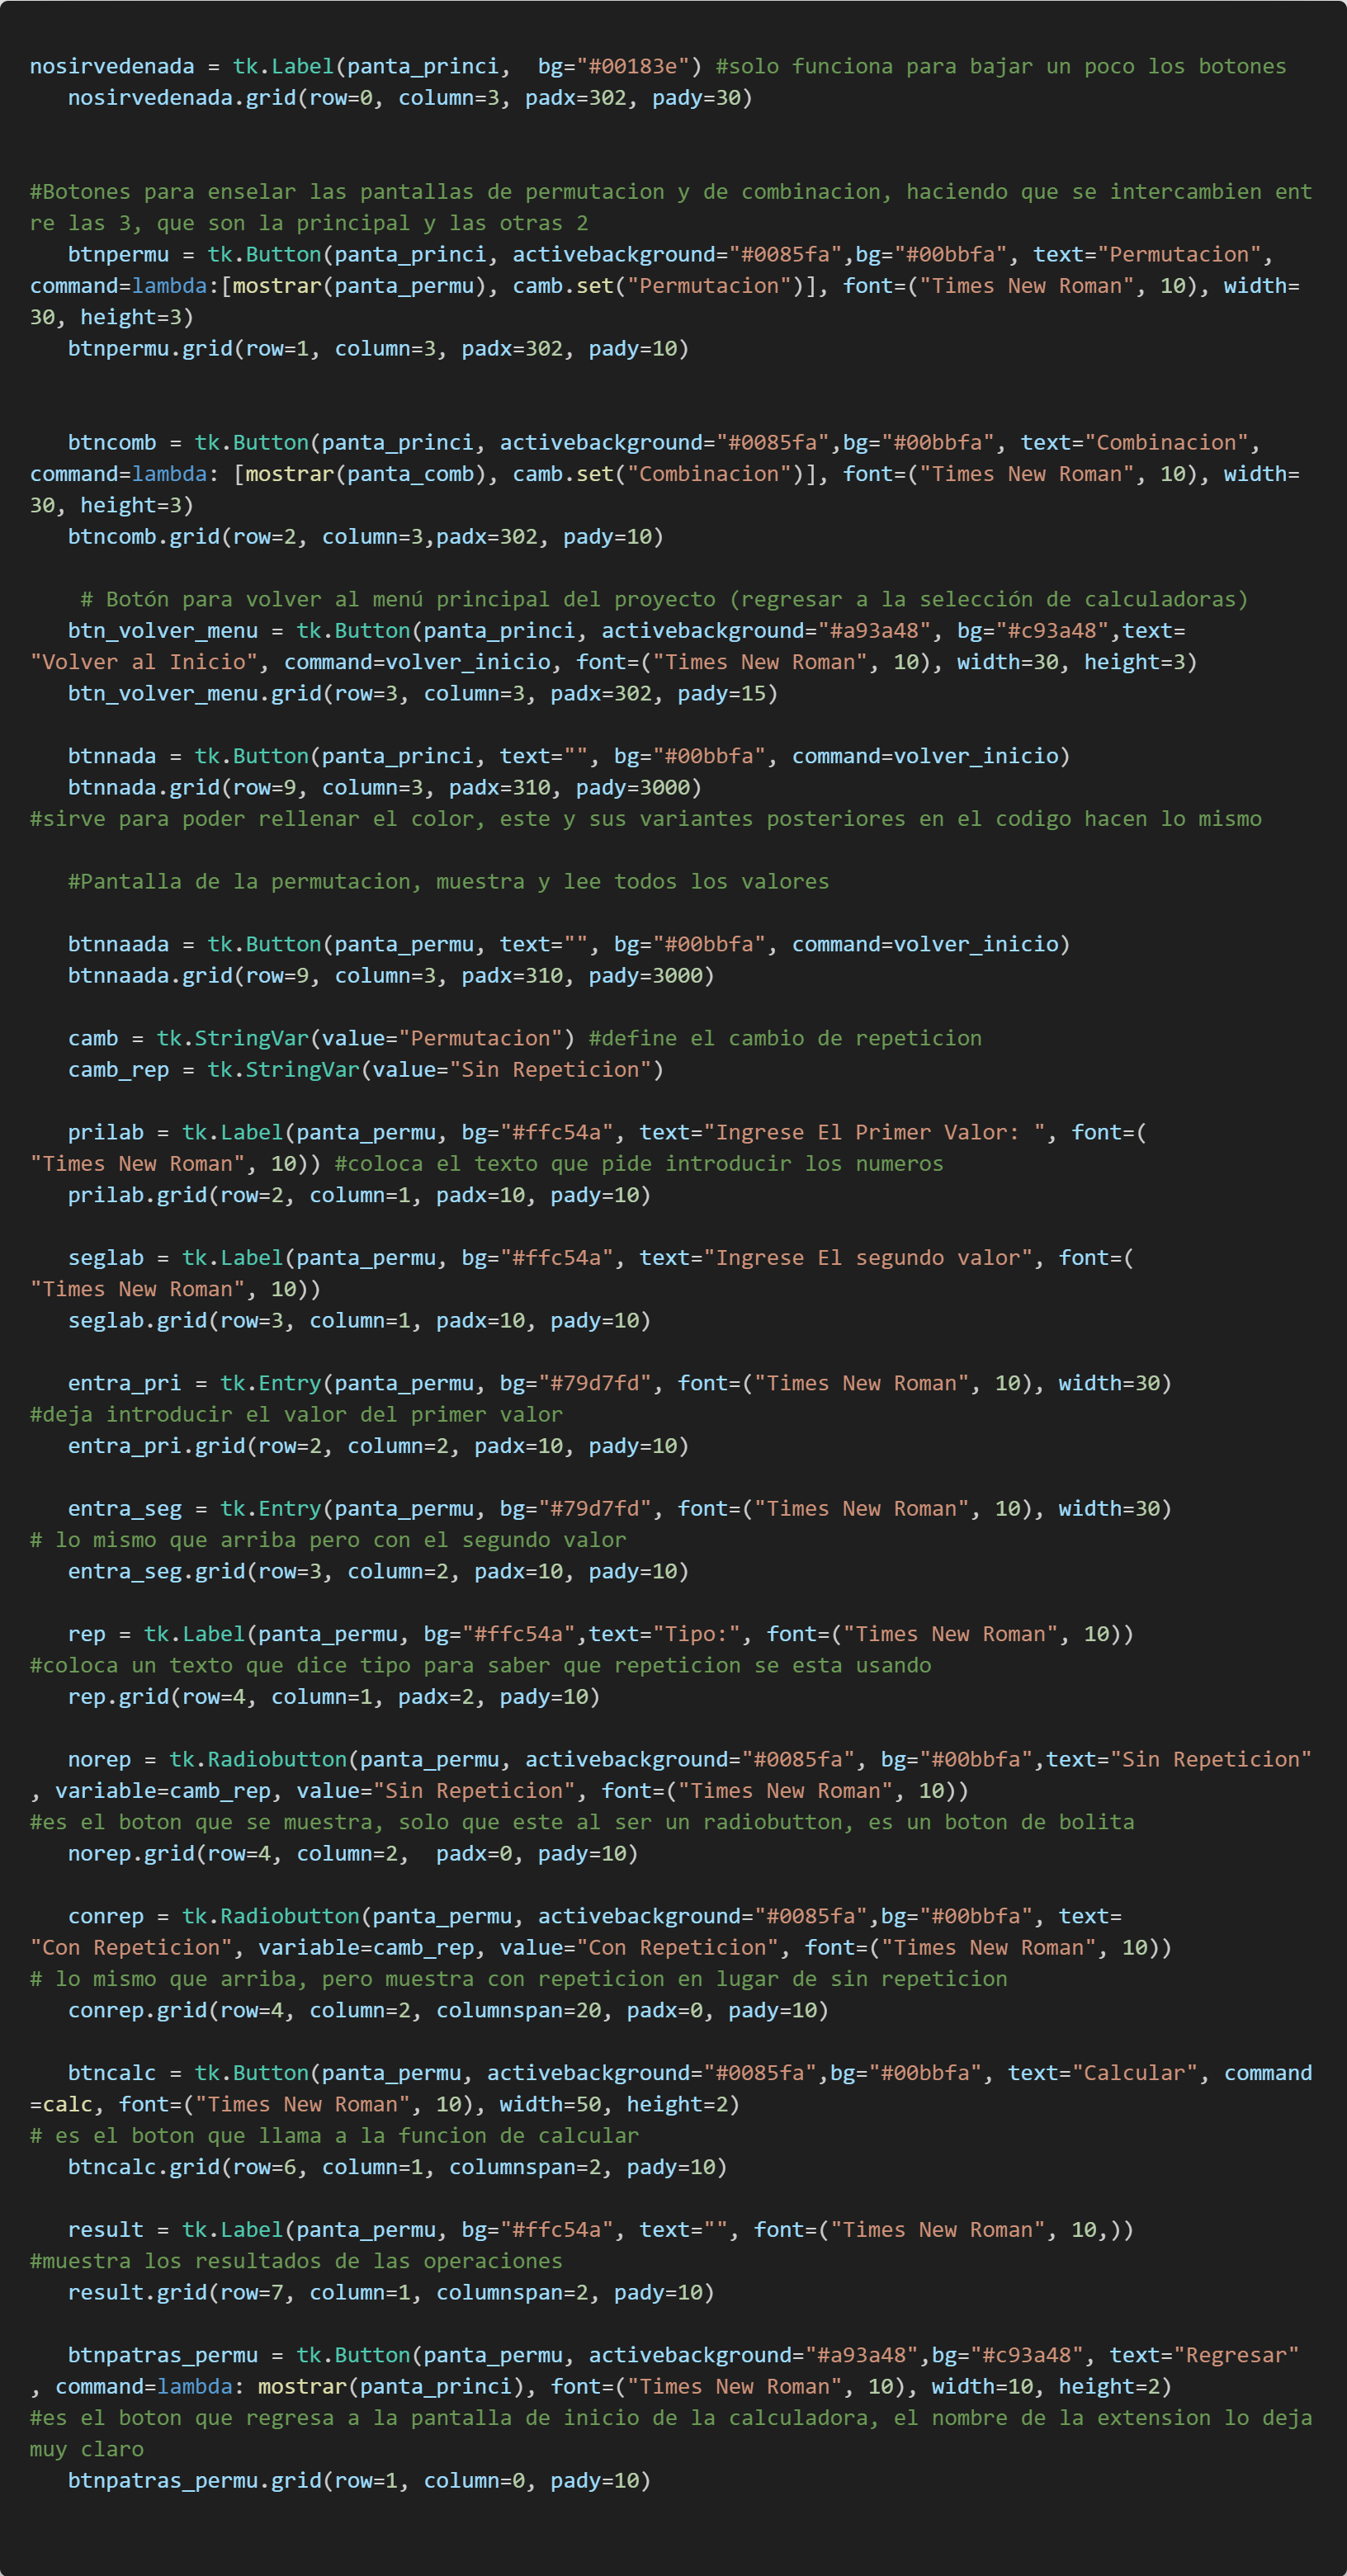 nosirvedenada = tk.Label(panta_princi,  bg="#00183e") #solo funciona para bajar un poco los botones
   nosirvedenada.grid(row=0, column=3, padx=302, pady=30)
#Botones para enselar las pantallas de permutacion y de combinacion, haciendo que se intercambien ent
re las 3, que son la principal y las otras 2
   btnpermu = tk.Button(panta_princi, activebackground="#0085fa",bg="#00bbfa", text="Permutacion",
command=lambda:[mostrar(panta_permu), camb.set("Permutacion")], font=("Times New Roman", 10), width=
30, height=3)
   btnpermu.grid(row=1, column=3, padx=302, pady=10)
   btncomb = tk.Button(panta_princi, activebackground="#0085fa",bg="#00bbfa", text="Combinacion",
command=lambda: [mostrar(panta_comb), camb.set("Combinacion")], font=("Times New Roman", 10), width=
30, height=3)
   btncomb.grid(row=2, column=3,padx=302, pady=10)
    # Botón para volver al menú principal del proyecto (regresar a la selección de calculadoras)
   btn_volver_menu = tk.Button(panta_princi, activebackground="#a93a48", bg="#c93a48",text=
"Volver al Inicio", command=volver_inicio, font=("Times New Roman", 10), width=30, height=3)
   btn_volver_menu.grid(row=3, column=3, padx=302, pady=15)
   btnnada = tk.Button(panta_princi, text="", bg="#00bbfa", command=volver_inicio)
   btnnada.grid(row=9, column=3, padx=310, pady=3000)
#sirve para poder rellenar el color, este y sus variantes posteriores en el codigo hacen lo mismo
   #Pantalla de la permutacion, muestra y lee todos los valores
   btnnaada = tk.Button(panta_permu, text="", bg="#00bbfa", command=volver_inicio)
   btnnaada.grid(row=9, column=3, padx=310, pady=3000)
   camb = tk.StringVar(value="Permutacion") #define el cambio de repeticion
   camb_rep = tk.StringVar(value="Sin Repeticion")
   prilab = tk.Label(panta_permu, bg="#ffc54a", text="Ingrese El Primer Valor: ", font=(
"Times New Roman", 10)) #coloca el texto que pide introducir los numeros
   prilab.grid(row=2, column=1, padx=10, pady=10)
   seglab = tk.Label(panta_permu, bg="#ffc54a", text="Ingrese El segundo valor", font=(
"Times New Roman", 10))
   seglab.grid(row=3, column=1, padx=10, pady=10)
   entra_pri = tk.Entry(panta_permu, bg="#79d7fd", font=("Times New Roman", 10), width=30)
#deja introducir el valor del primer valor
   entra_pri.grid(row=2, column=2, padx=10, pady=10)
   entra_seg = tk.Entry(panta_permu, bg="#79d7fd", font=("Times New Roman", 10), width=30)
# lo mismo que arriba pero con el segundo valor
   entra_seg.grid(row=3, column=2, padx=10, pady=10)
   rep = tk.Label(panta_permu, bg="#ffc54a",text="Tipo:", font=("Times New Roman", 10))
#coloca un texto que dice tipo para saber que repeticion se esta usando
   rep.grid(row=4, column=1, padx=2, pady=10)
   norep = tk.Radiobutton(panta_permu, activebackground="#0085fa", bg="#00bbfa",text="Sin Repeticion"
, variable=camb_rep, value="Sin Repeticion", font=("Times New Roman", 10))
#es el boton que se muestra, solo que este al ser un radiobutton, es un boton de bolita
   norep.grid(row=4, column=2,  padx=0, pady=10)
   conrep = tk.Radiobutton(panta_permu, activebackground="#0085fa",bg="#00bbfa", text=
"Con Repeticion", variable=camb_rep, value="Con Repeticion", font=("Times New Roman", 10))
# lo mismo que arriba, pero muestra con repeticion en lugar de sin repeticion
   conrep.grid(row=4, column=2, columnspan=20, padx=0, pady=10)
   btncalc = tk.Button(panta_permu, activebackground="#0085fa",bg="#00bbfa", text="Calcular", command
=calc, font=("Times New Roman", 10), width=50, height=2)
# es el boton que llama a la funcion de calcular
   btncalc.grid(row=6, column=1, columnspan=2, pady=10)
   result = tk.Label(panta_permu, bg="#ffc54a", text="", font=("Times New Roman", 10,))
#muestra los resultados de las operaciones
   result.grid(row=7, column=1, columnspan=2, pady=10)
   btnpatras_permu = tk.Button(panta_permu, activebackground="#a93a48",bg="#c93a48", text="Regresar"
, command=lambda: mostrar(panta_princi), font=("Times New Roman", 10), width=10, height=2)
#es el boton que regresa a la pantalla de inicio de la calculadora, el nombre de la extension lo deja
muy claro
   btnpatras_permu.grid(row=1, column=0, pady=10)